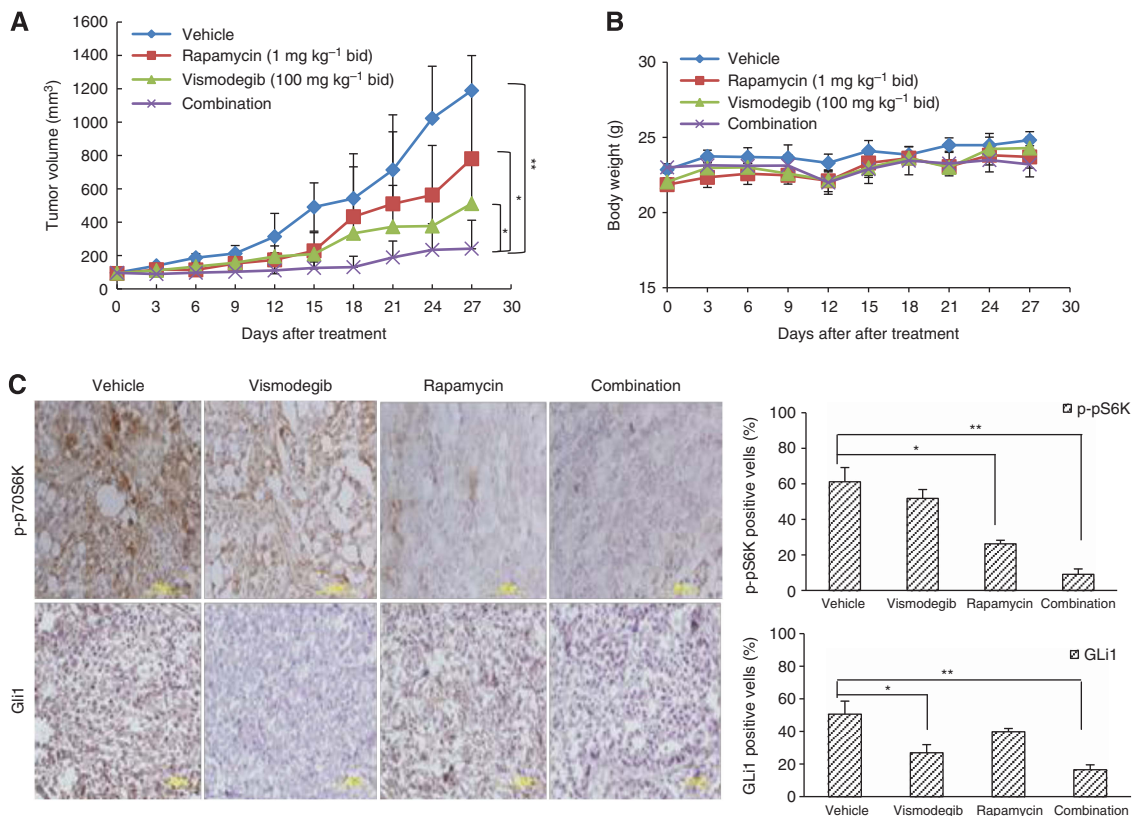 A
Tumor volume (mm³)
1600
1400
1200
1000
800
600
400
200
0
Vehicle
Rapamycin (1 mg kg⁻¹ bid)
Vismodegib (100 mg kg⁻¹ bid)
Combination
**
*
*
0 3 6 9 12 15 18 21 24 27 30
Days after treatment
B
Body weight (g)
30
25
20
15
Vehicle
Rapamycin (1 mg kg⁻¹ bid)
Vismodegib (100 mg kg⁻¹ bid)
Combination
0 3 6 9 12 15 18 21 24 27 30
Days after after treatment
C
Vehicle Vismodegib Rapamycin Combination
p-p70S6K
Gli1
p-pS6K positive vells (%)
100
80
60
40
20
0
p-pS6K
**
*
Vehicle Vismodegib Rapamycin Combination
GLi1 positive vells (%)
100
80
60
40
20
0
GLi1
**
*
Vehicle Vismodegib Rapamycin Combination